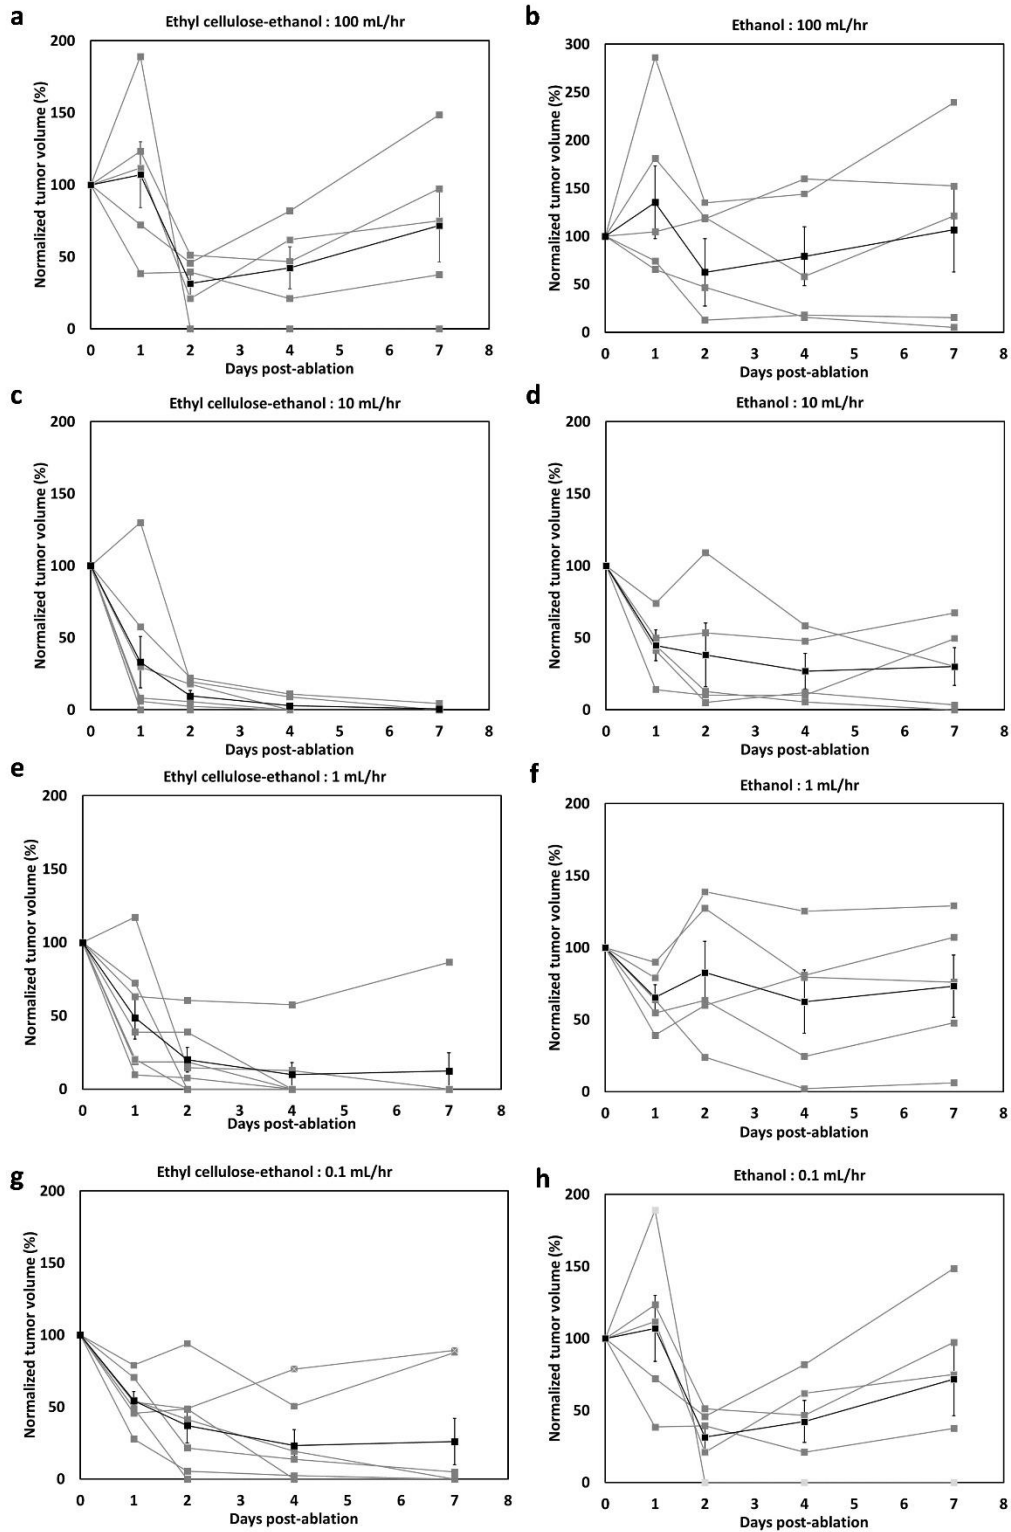 a
Ethyl cellulose-ethanol : 100 mL/hr
Normalized tumor volume (%)
200
150
100
50
0
0 1 2 3 4 5 6 7 8
Days post-ablation
b
Ethanol : 100 mL/hr
Normalized tumor volume (%)
300
250
200
150
100
50
0
0 1 2 3 4 5 6 7 8
Days post-ablation
c
Ethyl cellulose-ethanol : 10 mL/hr
Normalized tumor volume (%)
200
150
100
50
0
0 1 2 3 4 5 6 7 8
Days post-ablation
d
Ethanol : 10 mL/hr
Normalized tumor volume (%)
200
150
100
50
0
0 1 2 3 4 5 6 7 8
Days post-ablation
e
Ethyl cellulose-ethanol : 1 mL/hr
Normalized tumor volume (%)
200
150
100
50
0
0 1 2 3 4 5 6 7 8
Days post-ablation
f
Ethanol : 1 mL/hr
Normalized tumor volume (%)
200
150
100
50
0
0 1 2 3 4 5 6 7 8
Days post-ablation
g
Ethyl cellulose-ethanol : 0.1 mL/hr
Normalized tumor volume (%)
200
150
100
50
0
0 1 2 3 4 5 6 7 8
Days post-ablation
h
Ethanol : 0.1 mL/hr
Normalized tumor volume (%)
200
150
100
50
0
0 1 2 3 4 5 6 7 8
Days post-ablation